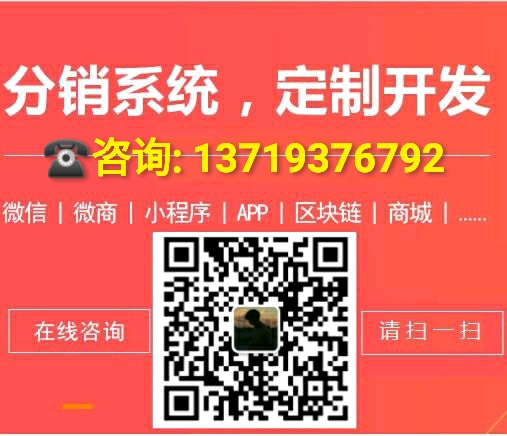 分销系统，定制开发
咨询: 13719376792
微信 | 微商 | 小程序 | APP | 区块链 | 商城 | ......
在线咨询
请扫一扫